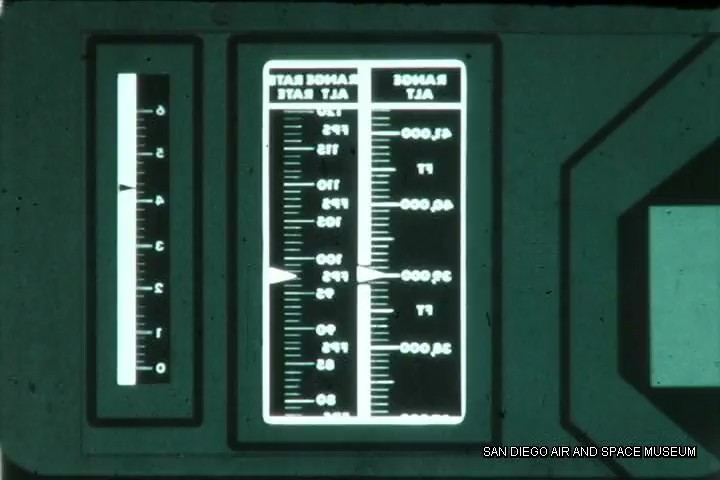 RANGE RATE
ALT RATE
RANGE
ALT
6
5
4
3
2
1
0
120
FPS
115
110
FPS
105
100
FPS
95
90
FPS
85
80
FPS
41,000
FT
40,000
39,000
FT
38,000
SAN DIEGO AIR AND SPACE MUSEUM